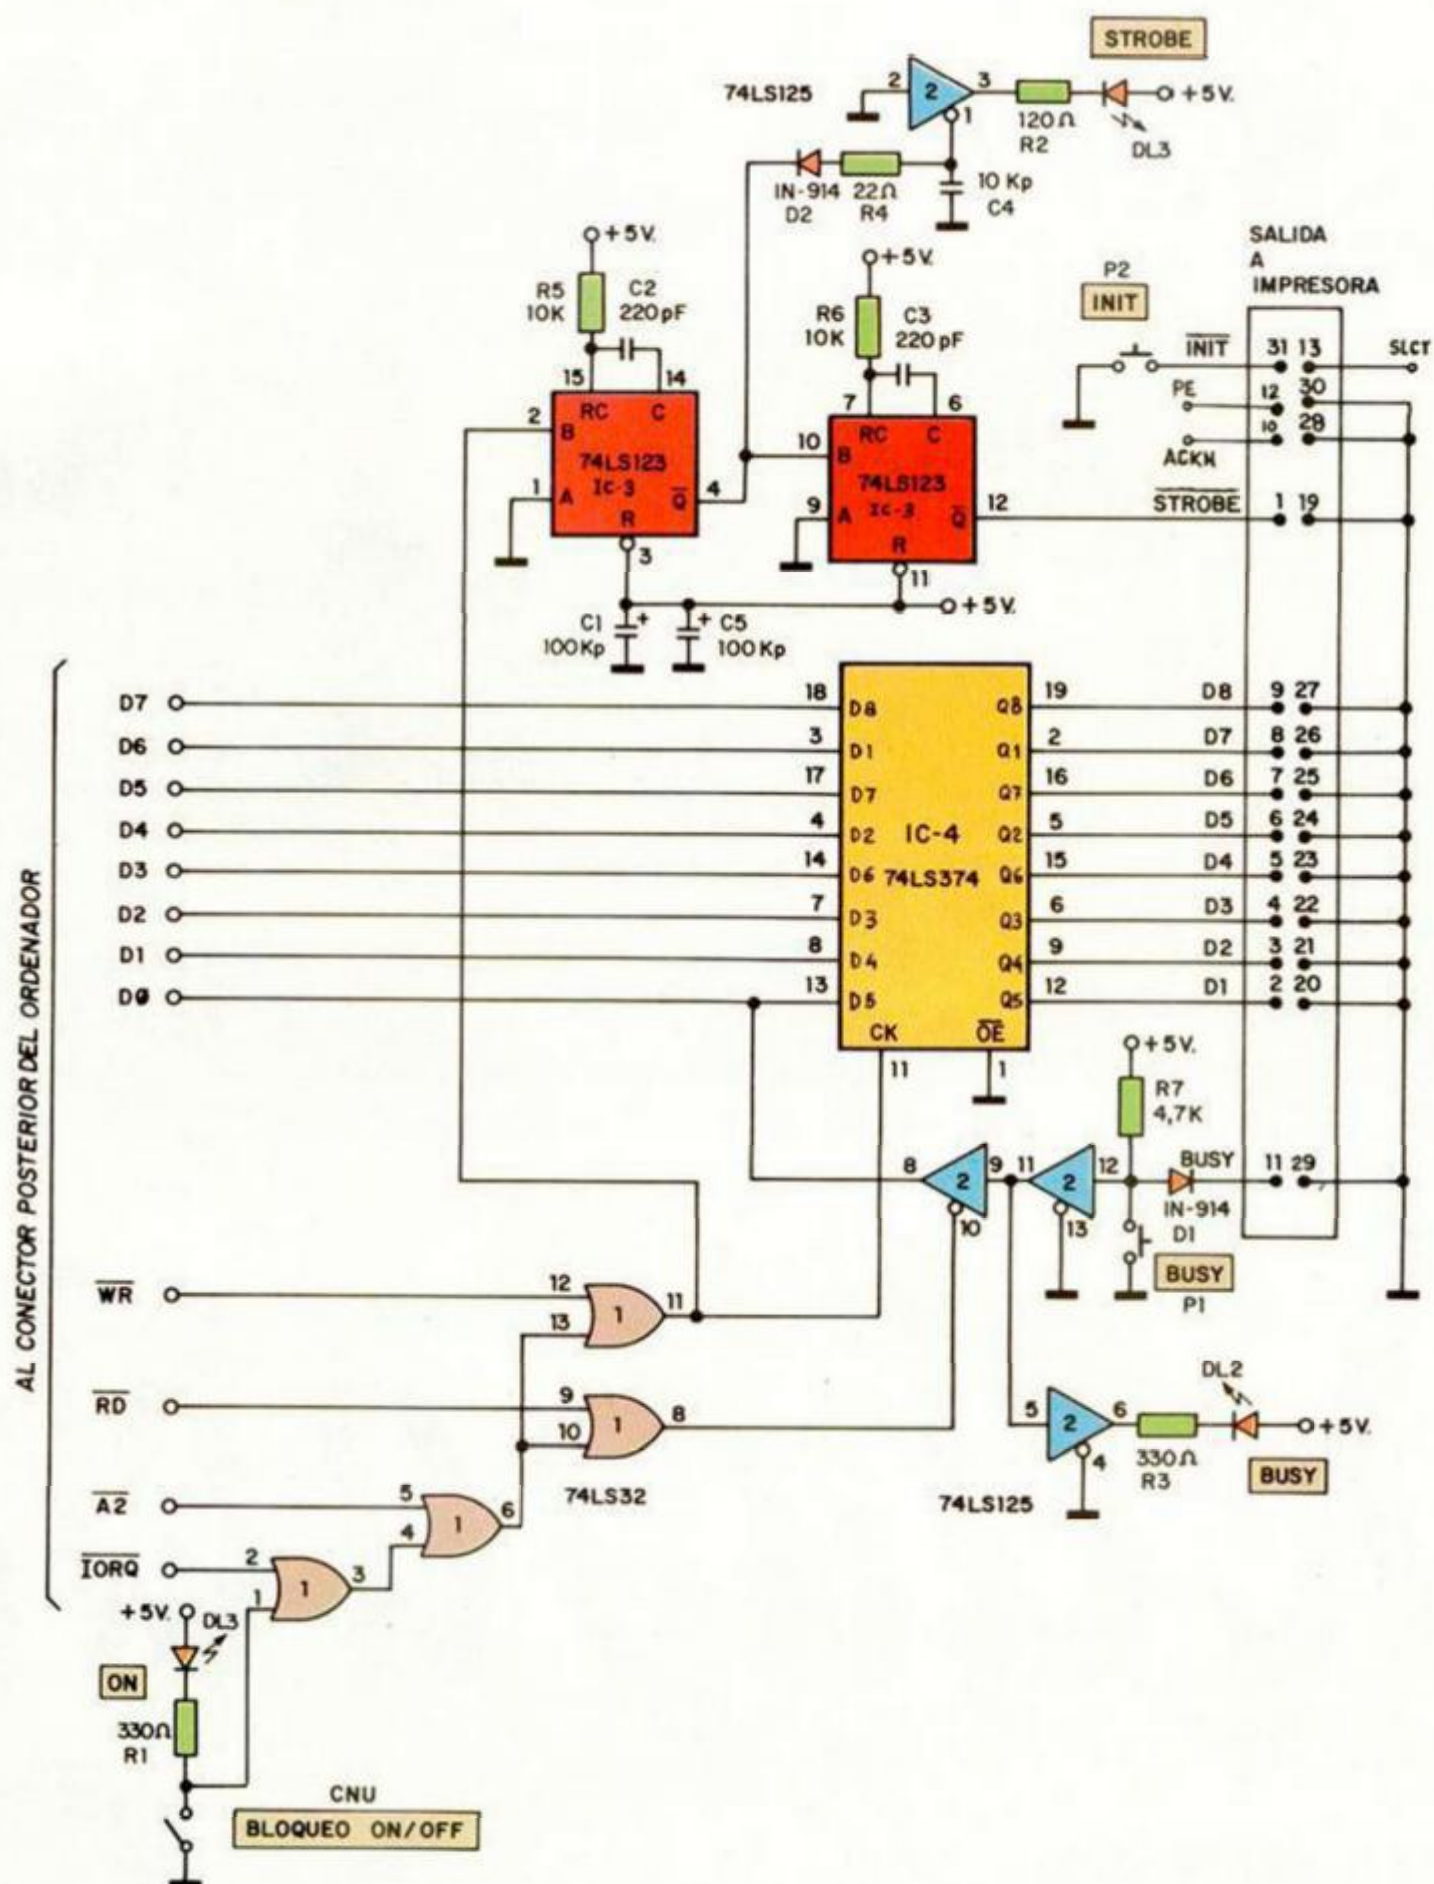 STROBE
74LS125
2 2 3
1
120Ω
R2
+5V.
DL3
IN-914
D2
22Ω
R4
10 Kp
C4
+5V.
R5
10K
C2
220pF
15 14
2 RC C
B
74LS123
IC-3
1 A Q 4
R
3
+5V.
R6
10K
C3
220pF
7 6
10 RC C
B
74LS123
IC-3
9 A Q 12
R
11
+5V.
C1
100Kp
+
+ C5
100Kp
P2
INIT
SALIDA
A
IMPRESORA
INIT 31 13 SLCT
PE 12 30
10 28
ACKN
STROBE 1 19
AL CONECTOR POSTERIOR DEL ORDENADOR
D7 18 D8 Q8 19 D8 9 27
D6 3 D1 Q1 2 D7 8 26
D5 17 D7 Q7 16 D6 7 25
D4 4 D2 IC-4 Q2 5 D5 6 24
D3 14 D6 74LS374 Q6 15 D4 5 23
D2 7 D3 Q3 6 D3 4 22
D1 8 D4 Q4 9 D2 3 21
D0 13 D5 Q5 12 D1 2 20
CK OE
11 1
+5V.
R7
4,7K
8 2 9 11 2 12 BUSY 11 29
10 13
IN-914
D1
BUSY
P1
WR 12
13 1 11
RD 9
10 1 8
74LS32
A2 5
4 1 6
IORQ 2
1 1 3
5 2 6
4
330Ω
R3
DL2
+5V.
BUSY
74LS125
+5V. DL3
ON
330Ω
R1
CNU
BLOQUEO ON/OFF